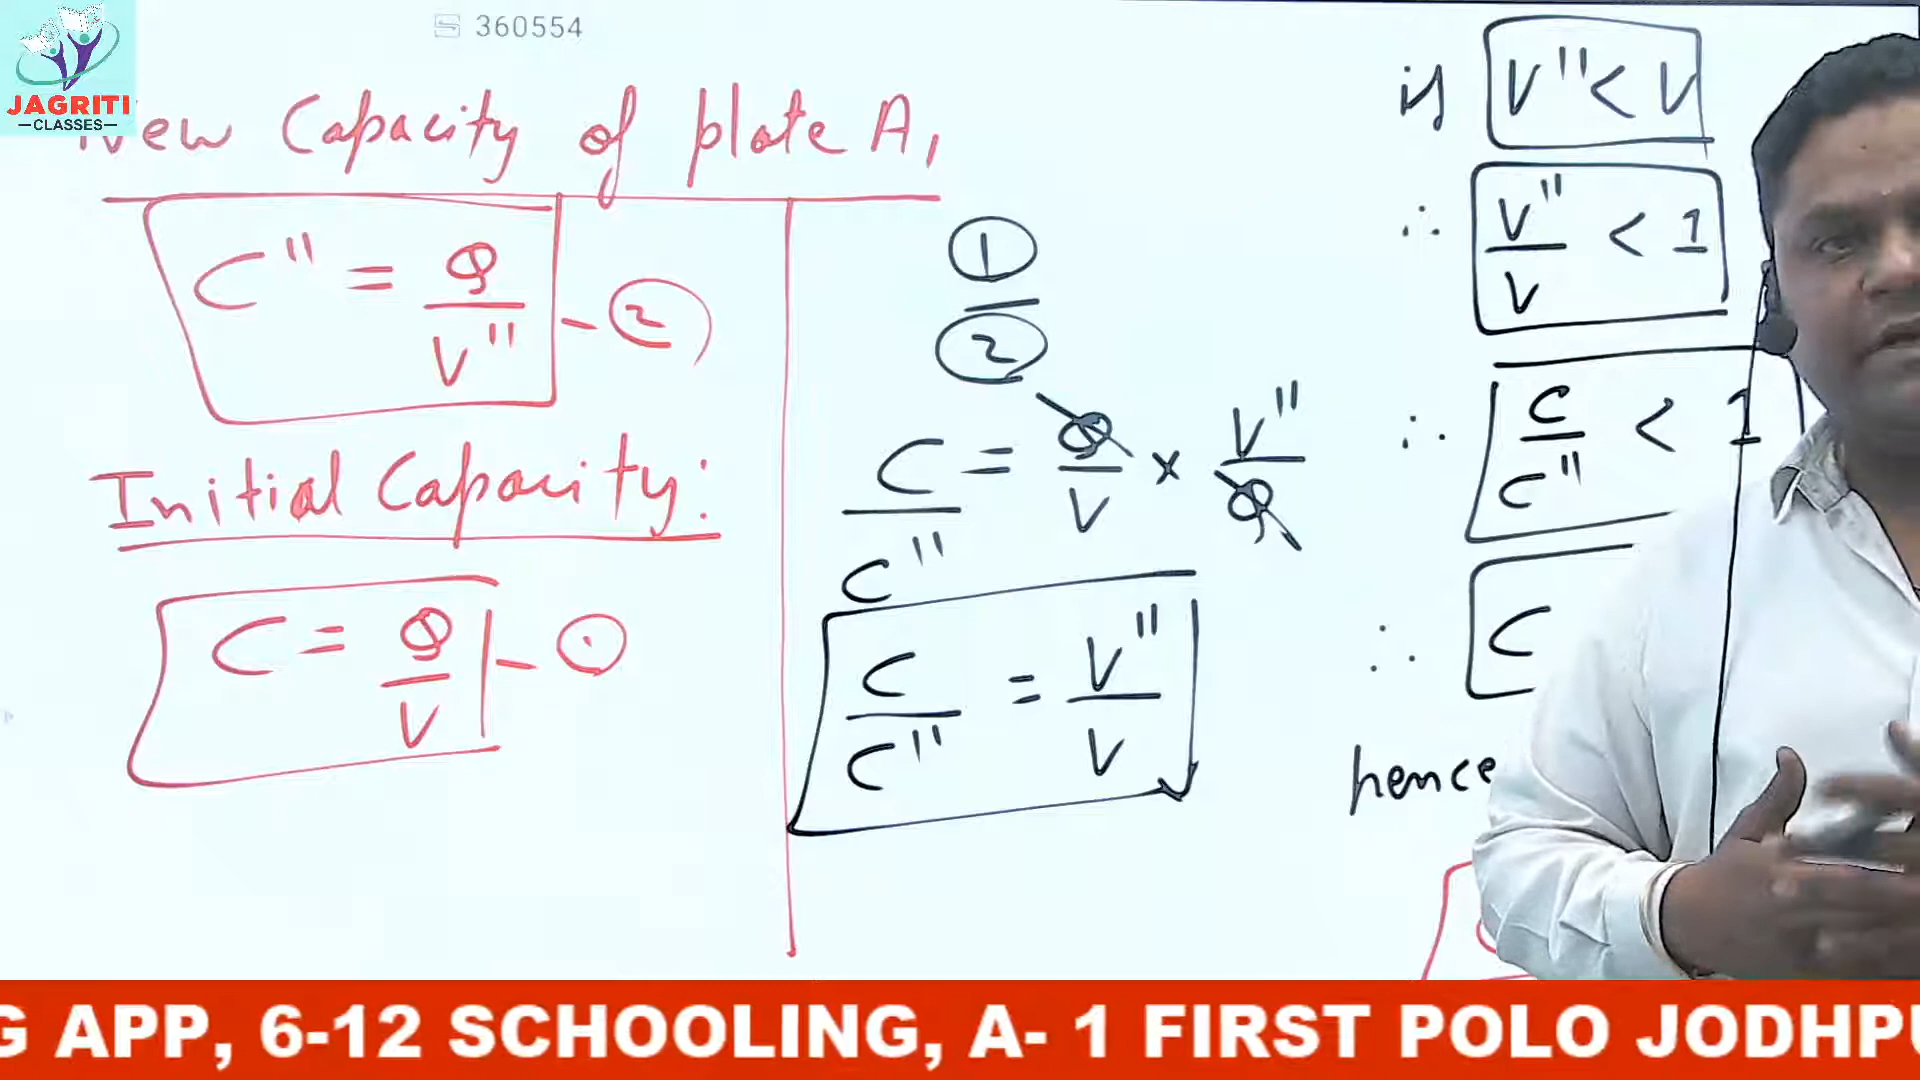 360554
JAGRITI
CLASSES
New Capacity of plate A,
C" = Q/V" - ②
Initial Capacity:
C = Q/V - ①
①/②
C/C" = Q/V × V"/Q
C/C" = V"/V
is V" < V
∴ V"/V < 1
∴ C/C" < 1
∴ C
hence
G APP, 6-12 SCHOOLING, A- 1 FIRST POLO JODHPU